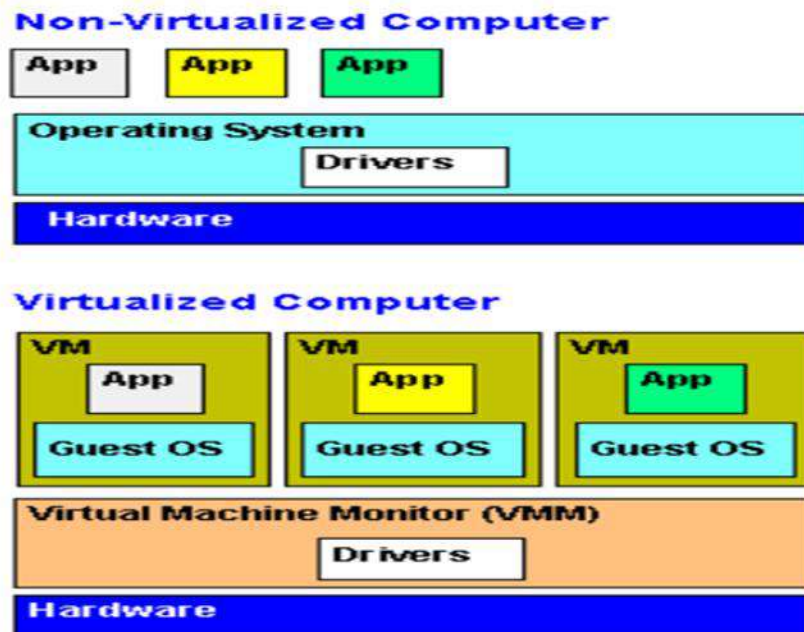 Non-Virtualized Computer
App App App
Operating System
Drivers
Hardware
Virtualized Computer
VM VM VM
App App App
Guest OS Guest OS Guest OS
Virtual Machine Monitor (VMM)
Drivers
Hardware